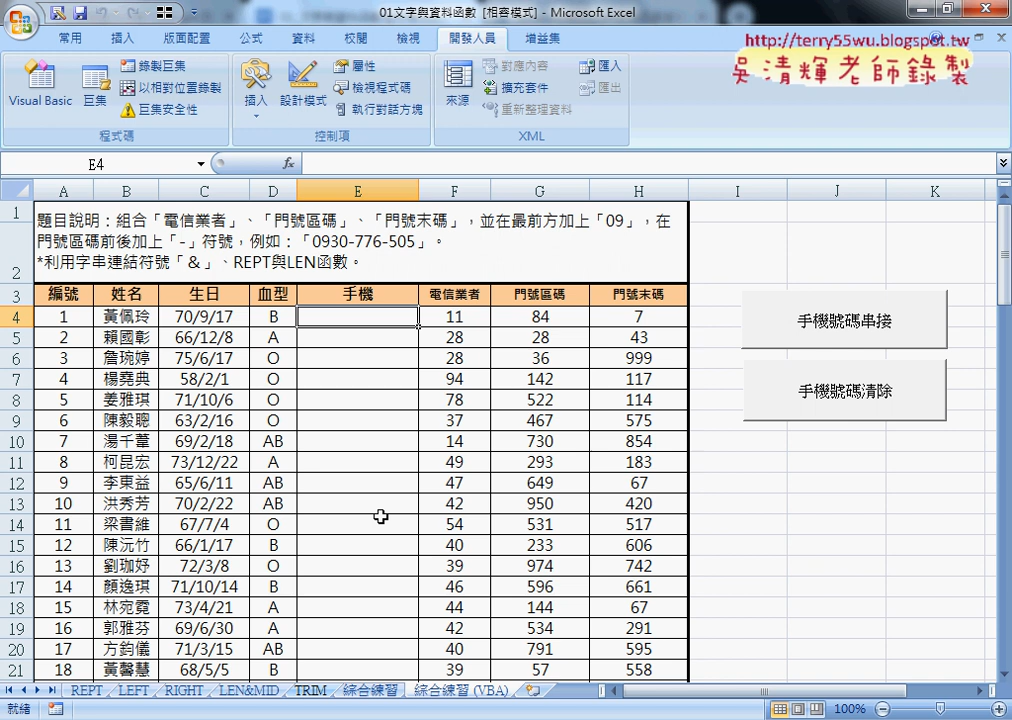 01文字與資料函數 [相容模式] - Microsoft Excel
常用 插入 版面配置 公式 資料 校閱 檢視 開發人員 增益集
http://terry55wu.blogspot.tw
吳清輝老師錄製
Visual Basic 巨集 錄製巨集 以相對位置錄製 巨集安全性
插入 設計模式 屬性 檢視程式碼 執行對話方塊
來源 對應內容 擴充套件 重新整理資料 匯入 匯出
程式碼 控制項 XML
E4 fx
A B C D E F G H I J K
1 題目說明：組合「電信業者」、「門號區碼」、「門號末碼」，並在最前方加上「09」，在
門號區碼前後加上「-」符號，例如：「0930-776-505」。
2 *利用字串連結符號「&」、REPT與LEN函數。
3 編號 姓名 生日 血型 手機 電信業者 門號區碼 門號末碼
4 1 黃佩玲 70/9/17 B 11 84 7
手機號碼串接
5 2 賴國彰 66/12/8 A 28 28 43
6 3 詹琬婷 75/6/17 O 28 36 999
7 4 楊堯典 58/2/1 O 94 142 117
手機號碼清除
8 5 姜雅琪 71/10/6 O 78 522 114
9 6 陳毅聰 63/2/16 O 37 467 575
10 7 湯千葦 69/2/18 AB 14 730 854
11 8 柯昆宏 73/12/22 A 49 293 183
12 9 李東益 65/6/11 AB 47 649 67
13 10 洪秀芳 70/2/22 AB 42 950 420
14 11 梁書維 67/7/4 O 54 531 517
15 12 陳沅竹 66/1/17 B 40 233 606
16 13 劉珈妤 72/3/8 O 39 974 742
17 14 顏逸琪 71/10/14 B 46 596 661
18 15 林宛霓 73/4/21 A 44 144 67
19 16 郭雅芬 69/6/30 A 42 534 291
20 17 方鈞儀 71/3/15 AB 40 791 595
21 18 黃馨慧 68/5/5 B 39 57 558
REPT LEFT RIGHT LEN&MID TRIM 綜合練習 綜合練習 (VBA)
就緒 100%